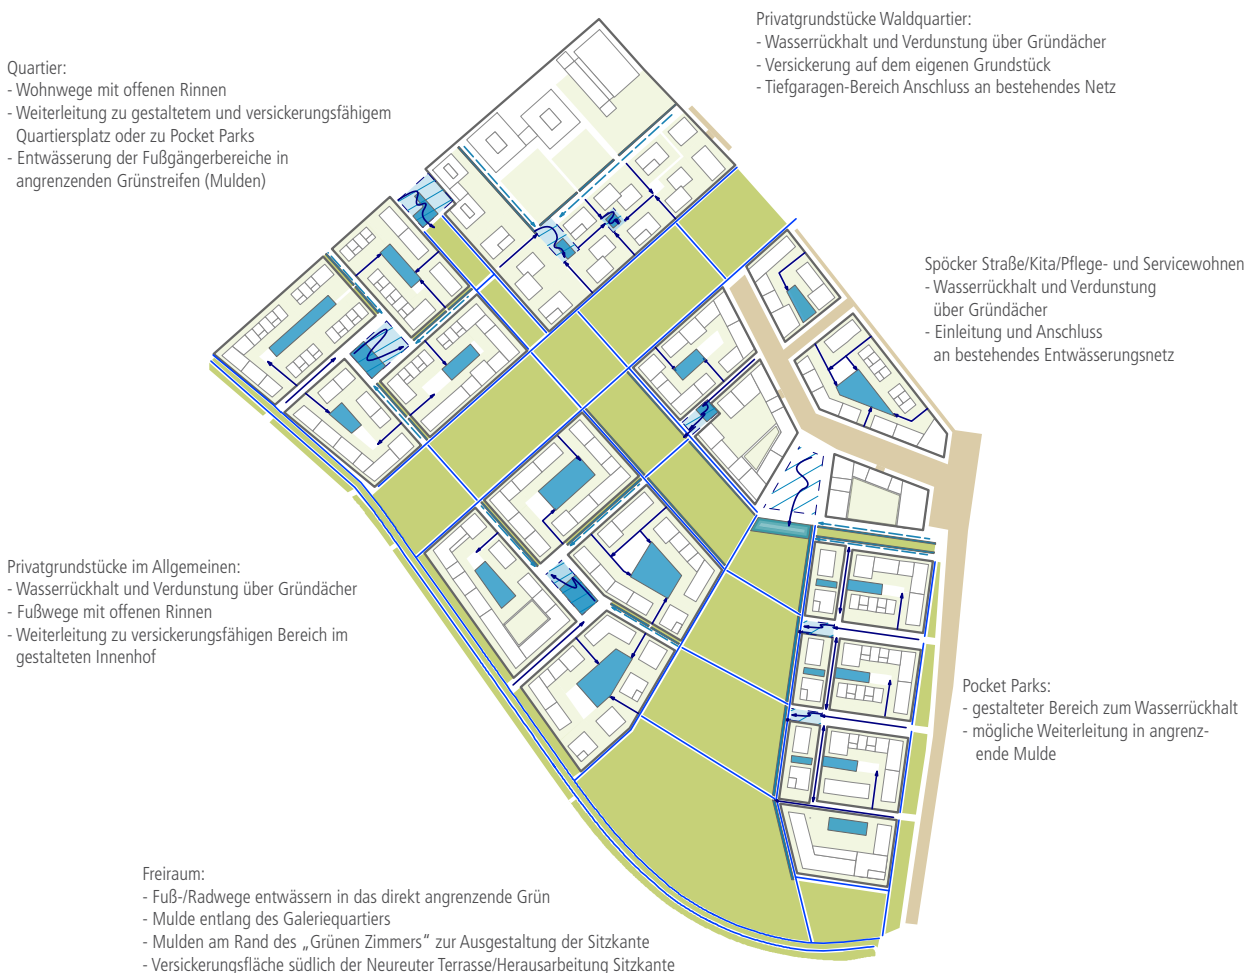 Privatgrundstücke Waldquartier:
- Wasserrückhalt und Verdunstung über Gründächer
- Versickerung auf dem eigenen Grundstück
- Tiefgaragen-Bereich Anschluss an bestehendes Netz
Quartier:
- Wohnwege mit offenen Rinnen
- Weiterleitung zu gestaltetem und versickerungsfähigem
Quartiersplatz oder zu Pocket Parks
- Entwässerung der Fußgängerbereiche in
angrenzenden Grünstreifen (Mulden)
Spöcker Straße/Kita/Pflege- und Servicewohnen
- Wasserrückhalt und Verdunstung
über Gründächer
- Einleitung und Anschluss
an bestehendes Entwässerungsnetz
Privatgrundstücke im Allgemeinen:
- Wasserrückhalt und Verdunstung über Gründächer
- Fußwege mit offenen Rinnen
- Weiterleitung zu versickerungsfähigen Bereich im
gestalteten Innenhof
Pocket Parks:
- gestalteter Bereich zum Wasserrückhalt
- mögliche Weiterleitung in angrenz-
ende Mulde
Freiraum:
- Fuß-/Radwege entwässern in das direkt angrenzende Grün
- Mulde entlang des Galeriequartiers
- Mulden am Rand des „Grünen Zimmers“ zur Ausgestaltung der Sitzkante
- Versickerungsfläche südlich der Neureuter Terrasse/Herausarbeitung Sitzkante